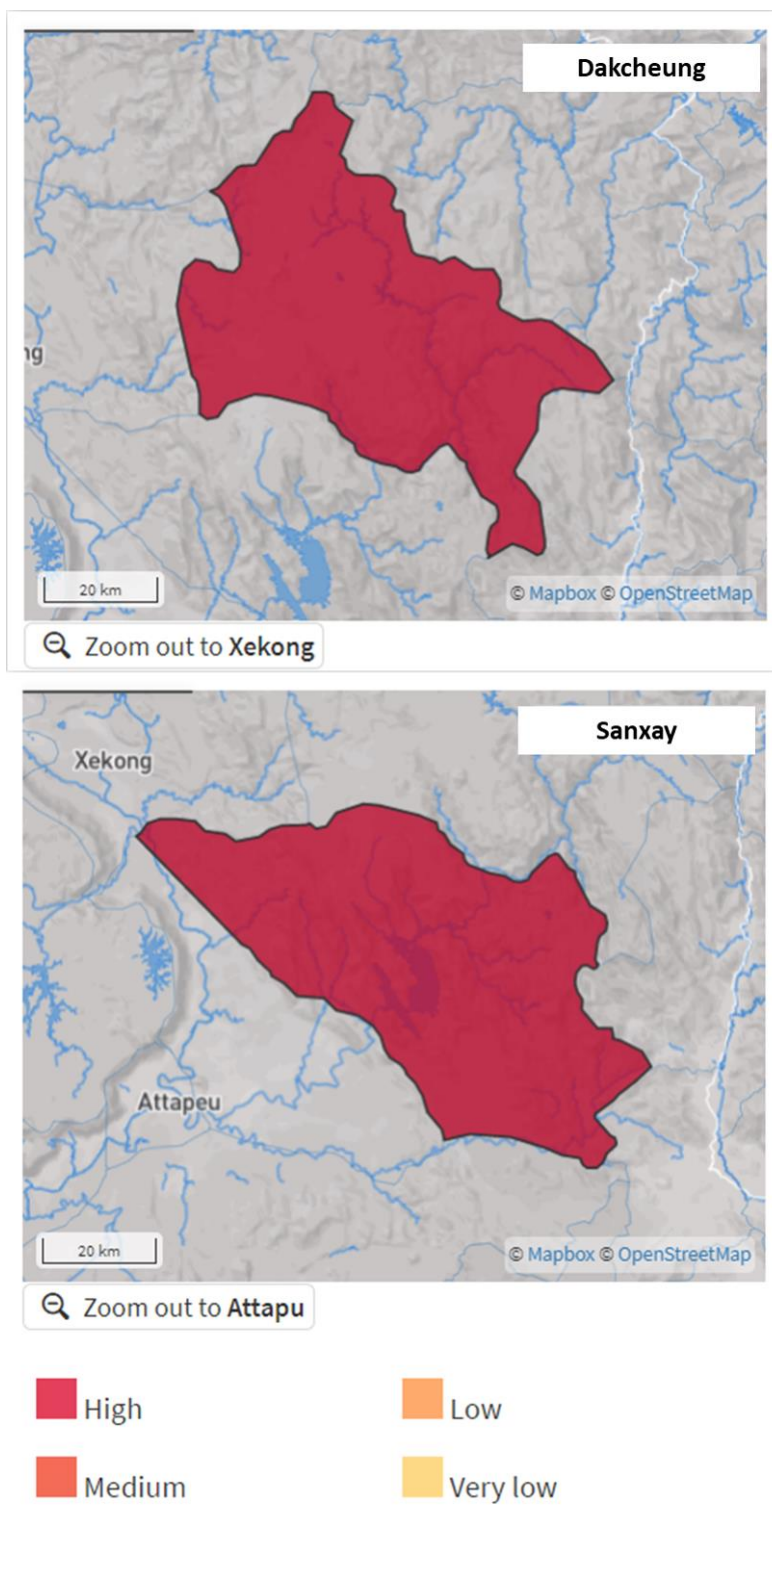 Dakcheung
ng
20 km
© Mapbox © OpenStreetMap
Zoom out to Xekong
Sanxay
Xekong
Attapeu
20 km
© Mapbox © OpenStreetMap
Zoom out to Attapu
High
Low
Medium
Very low